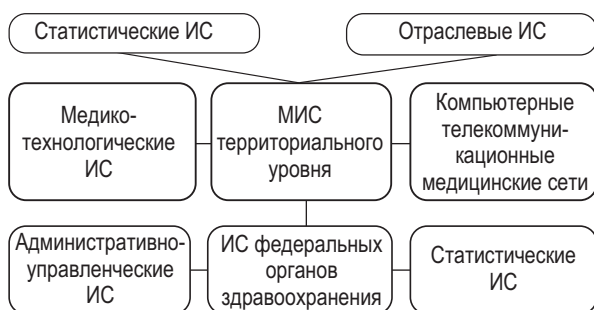 Статистические ИС
Отраслевые ИС
Медико-
технологические
ИС
МИС
территориального
уровня
Компьютерные
телекоммуни-
кационные
медицинские сети
Административно-
управленческие
ИС
ИС федеральных
органов
здравоохранения
Статистические
ИС